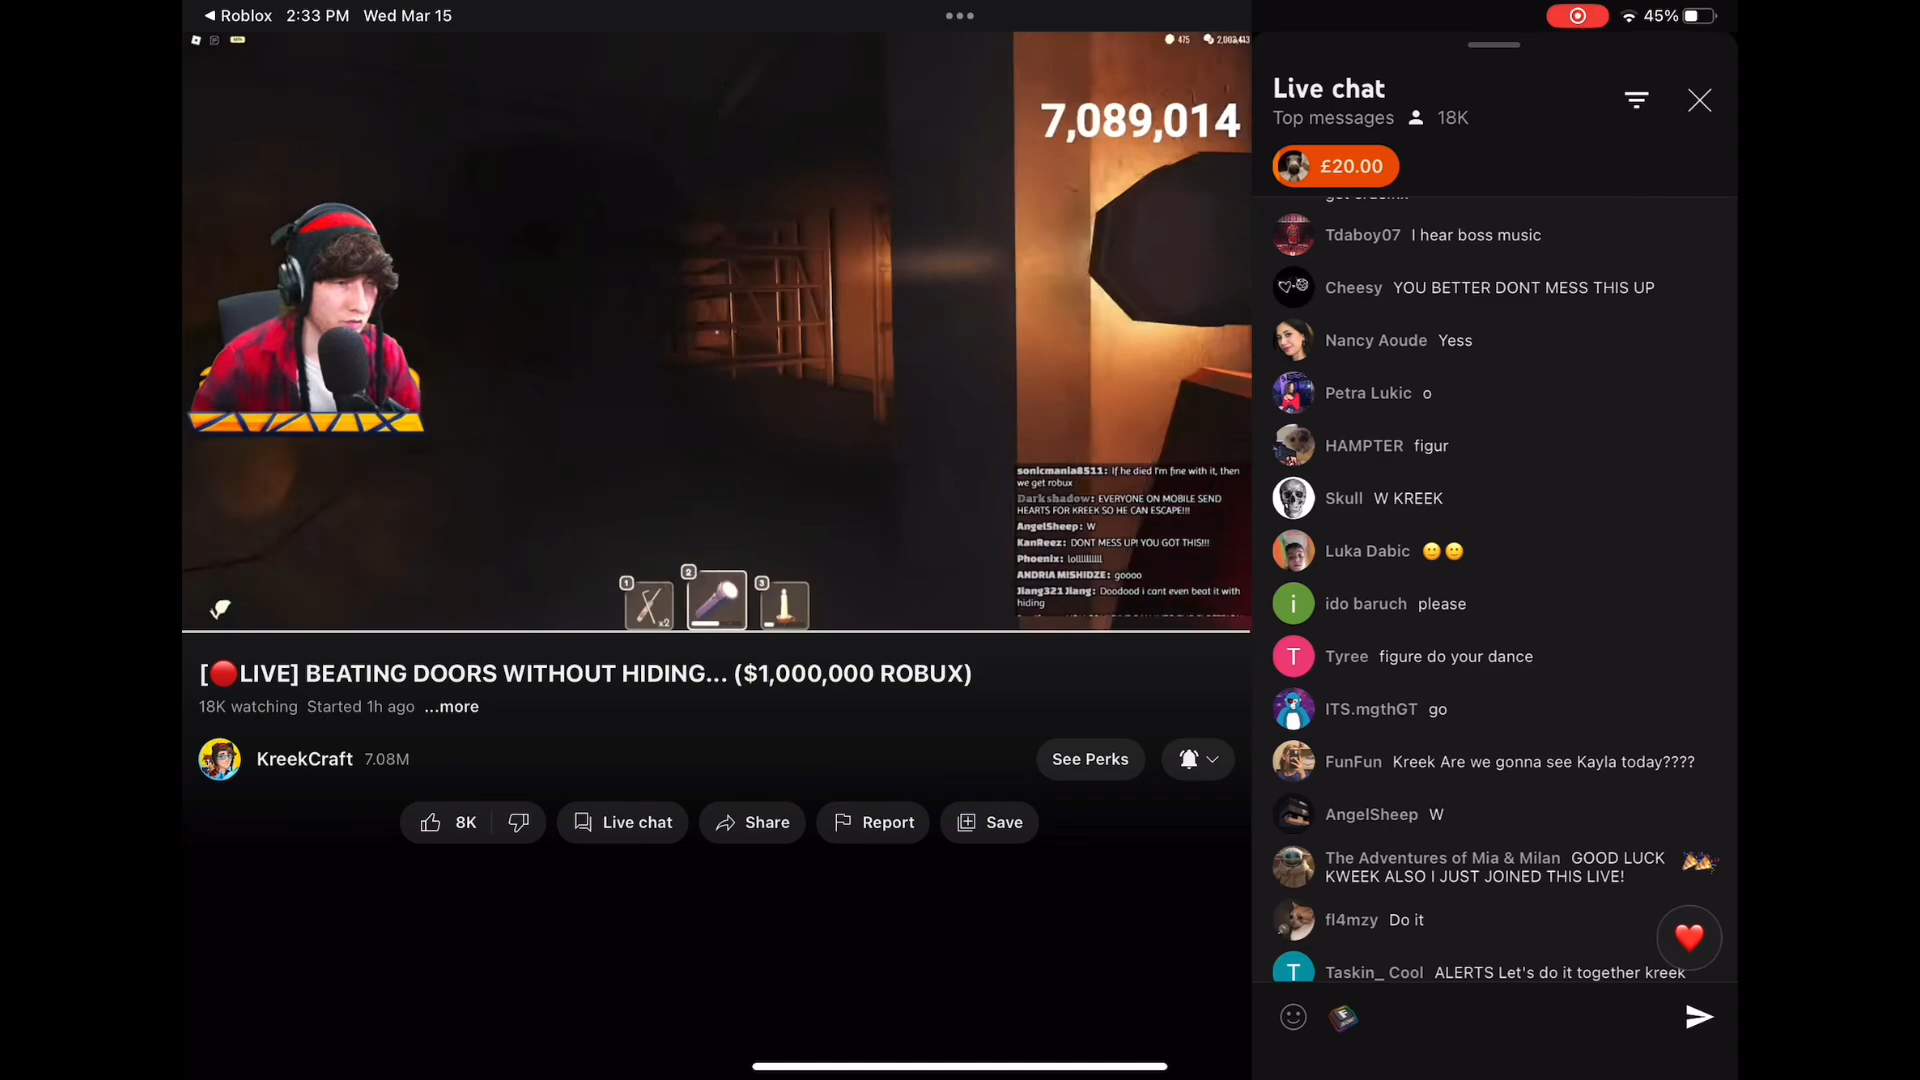 Roblox 2:33 PM Wed Mar 15
45%
475
7,089,014
Live chat
Top messages 18K
£20.00
Tdaboy07 I hear boss music
Cheesy YOU BETTER DONT MESS THIS UP
Nancy Aoude Yess
Petra Lukic o
HAMPTER figur
Skull W KREEK
Luka Dabic 🙂🙂
i ido baruch please
T Tyree figure do your dance
ITS.mgthGT go
FunFun Kreek Are we gonna see Kayla today????
AngelSheep W
The Adventures of Mia & Milan GOOD LUCK
KWEEK ALSO I JUST JOINED THIS LIVE!
fl4mzy Do it
T Taskin_ Cool ALERTS Let's do it together kreek
sonicmania8511: If he died I'm fine with it, then
we get robux
Darkshadow: EVERYONE ON MOBILE SEND
HEARTS FOR KREEK SO HE CAN ESCAPE!!!
AngelSheep: W
KanReez: DONT MESS UP! YOU GOT THIS!!!
Phoenix: lolllllllllll
ANDRIA MISHIDZE: goooo
Jiang321 Jiang: Doodood i cant even beat it with
hiding
1 2 3
x2
[🔴LIVE] BEATING DOORS WITHOUT HIDING... ($1,000,000 ROBUX)
18K watching Started 1h ago ...more
KreekCraft 7.08M
See Perks
8K Live chat Share Report Save